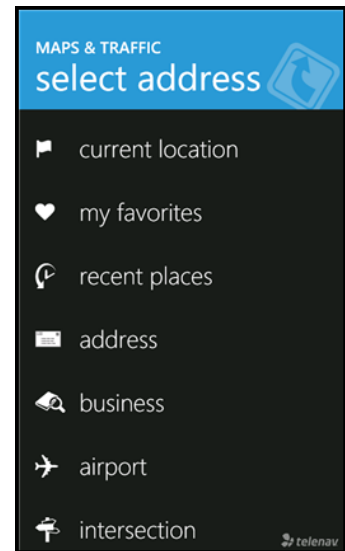 MAPS & TRAFFIC
select address
current location
my favorites
recent places
address
business
airport
intersection
telenav